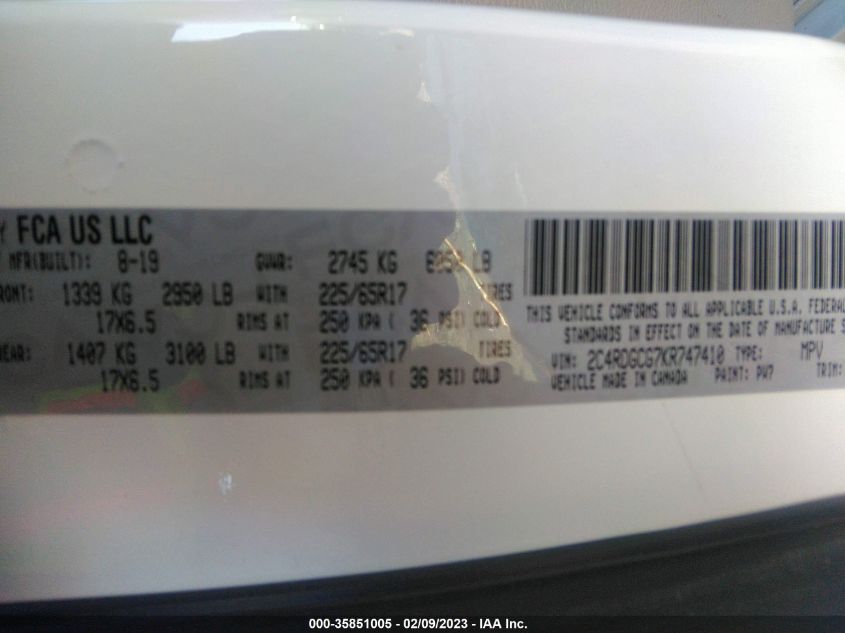 FCA US LLC
MFR(BUILT): 8-19 GVWR: 2745 KG LB
1339 KG 2950 LB WITH 225/65R17
17X6.5 RIMS AT 250 KPA ( 36 PSI) COLD
1407 KG 3100 LB WITH 225/65R17 TIRES
17X6.5 RIMS AT 250 KPA ( 36 PSI) COLD
THIS VEHICLE CONFORMS TO ALL APPLICABLE U.S.A. FEDERAL
STANDARDS IN EFFECT ON THE DATE OF MANUFACTURE
VIN: 2C4RDGCG7KR747410 TYPE: MPV
VEHICLE MADE IN CANADA PAINT: PW7 TRIM:
000-35851005 - 02/09/2023 - IAA Inc.